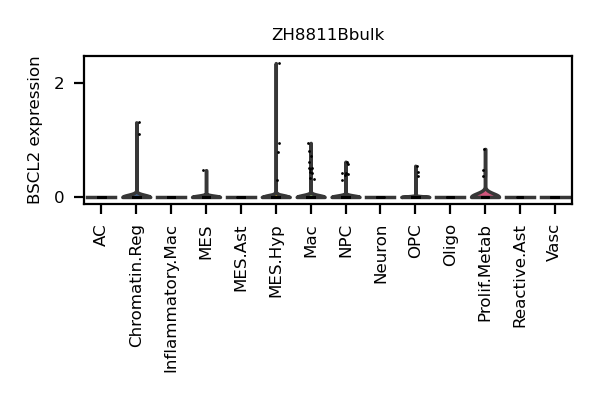 ZH8811Bbulk
BSCL2 expression
2
0
AC
Chromatin.Reg
Inflammatory.Mac
MES
MES.Ast
MES.Hyp
Mac
NPC
Neuron
OPC
Oligo
Prolif.Metab
Reactive.Ast
Vasc